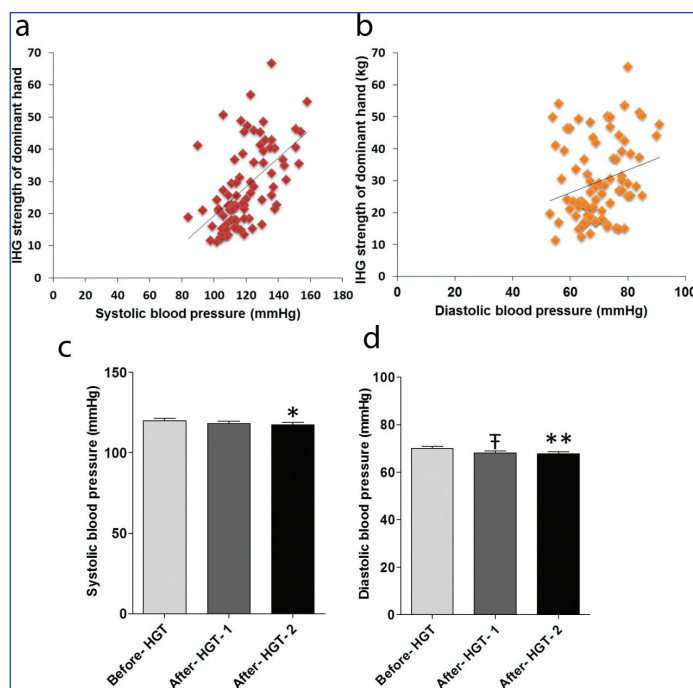 a
IHG strength of dominant hand
70
60
50
40
30
20
10
0
0 20 40 60 80 100 120 140 160 180
Systolic blood pressure (mmHg)
b
IHG strength of dominant hand (kg)
70
60
50
40
30
20
10
0
0 20 40 60 80 100
Diastolic blood pressure (mmHg)
c
Systolic blood pressure (mmHg)
150
100
50
0
*
Before- HGT
After- HGT- 1
After- HGT- 2
d
Diastolic blood pressure (mmHg)
100
80
60
40
20
0
Ŧ
**
Before- HGT
After- HGT- 1
After- HGT- 2